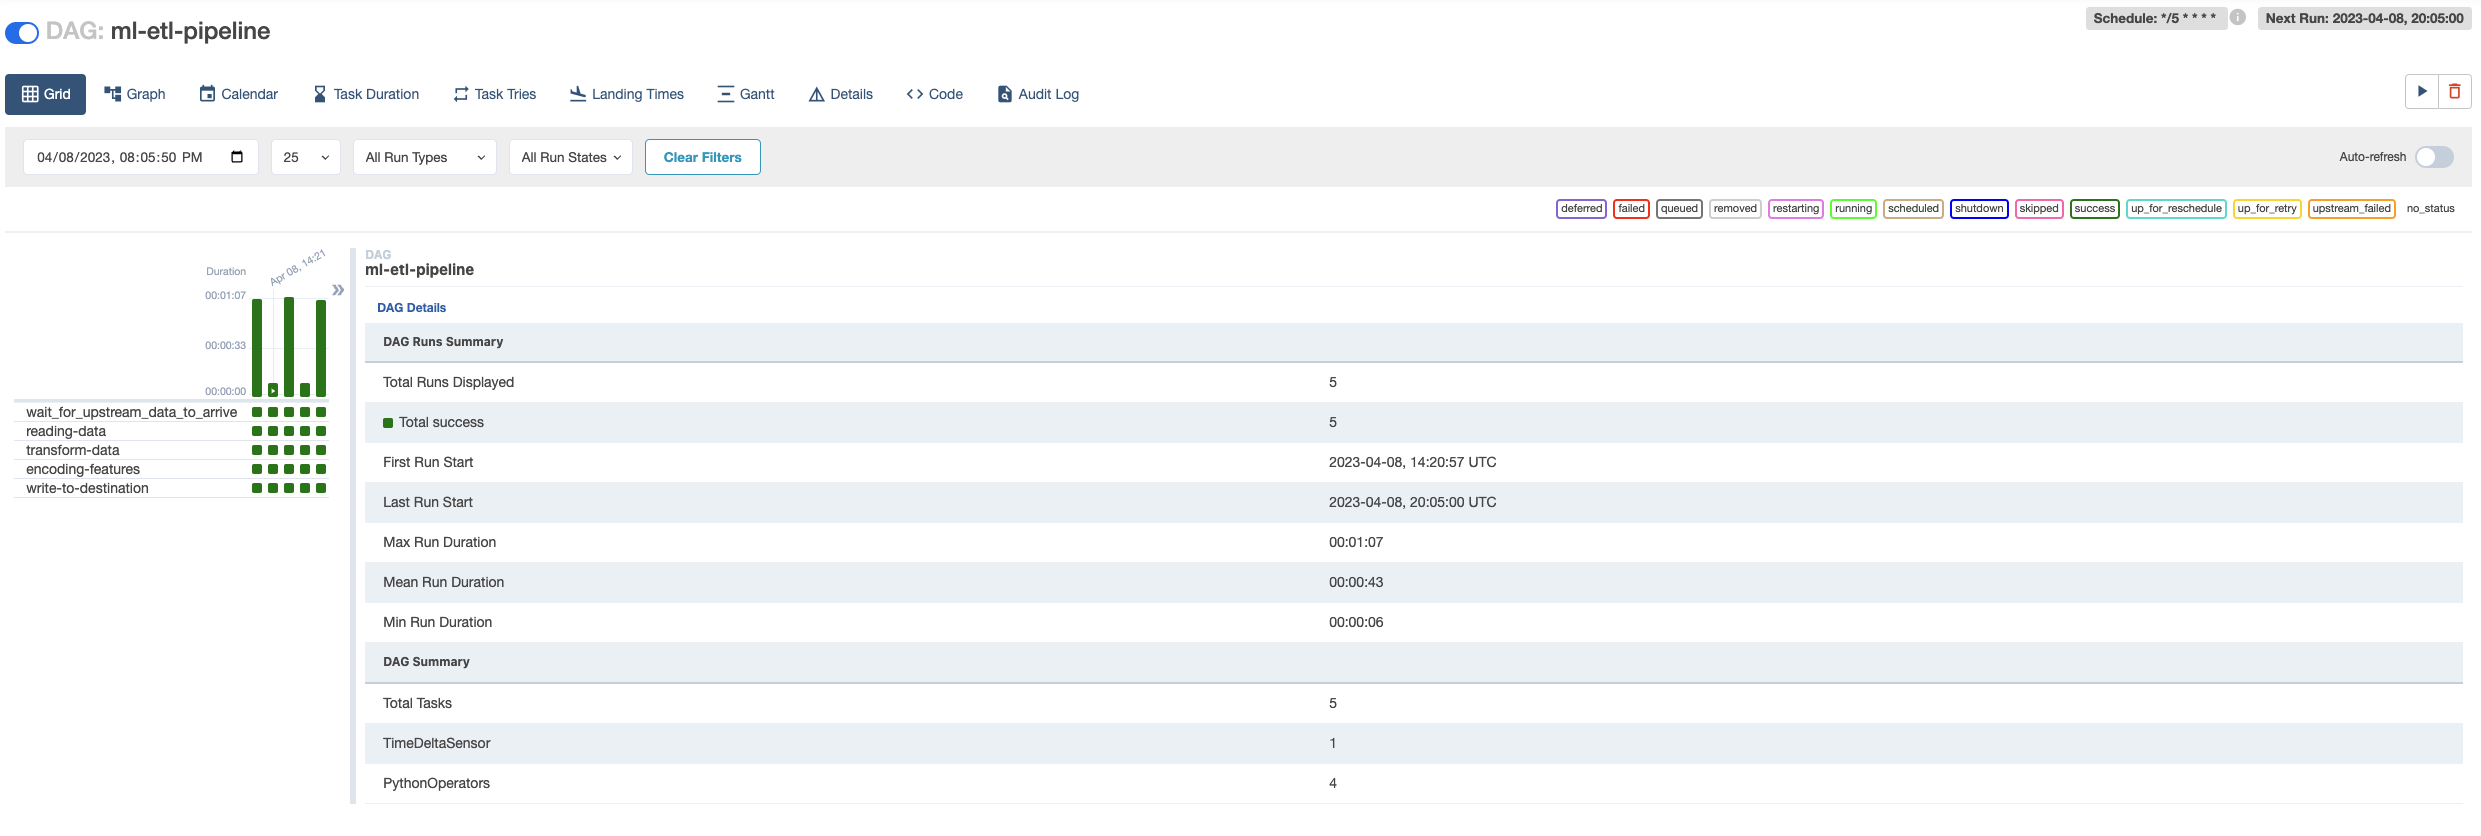 DAG: ml-etl-pipeline
Schedule: */5 * * * *
Next Run: 2023-04-08, 20:05:00
Grid
Graph
Calendar
Task Duration
Task Tries
Landing Times
Gantt
Details
Code
Audit Log
04/08/2023, 08:05:50 PM
25
All Run Types
All Run States
Clear Filters
Auto-refresh
deferred
failed
queued
removed
restarting
running
scheduled
shutdown
skipped
success
up_for_reschedule
up_for_retry
upstream_failed
no_status
Duration
Apr 08, 14:21
00:01:07
00:00:33
00:00:00
wait_for_upstream_data_to_arrive
reading-data
transform-data
encoding-features
write-to-destination
DAG
ml-etl-pipeline
DAG Details
DAG Runs Summary
Total Runs Displayed 5
Total success 5
First Run Start 2023-04-08, 14:20:57 UTC
Last Run Start 2023-04-08, 20:05:00 UTC
Max Run Duration 00:01:07
Mean Run Duration 00:00:43
Min Run Duration 00:00:06
DAG Summary
Total Tasks 5
TimeDeltaSensor 1
PythonOperators 4